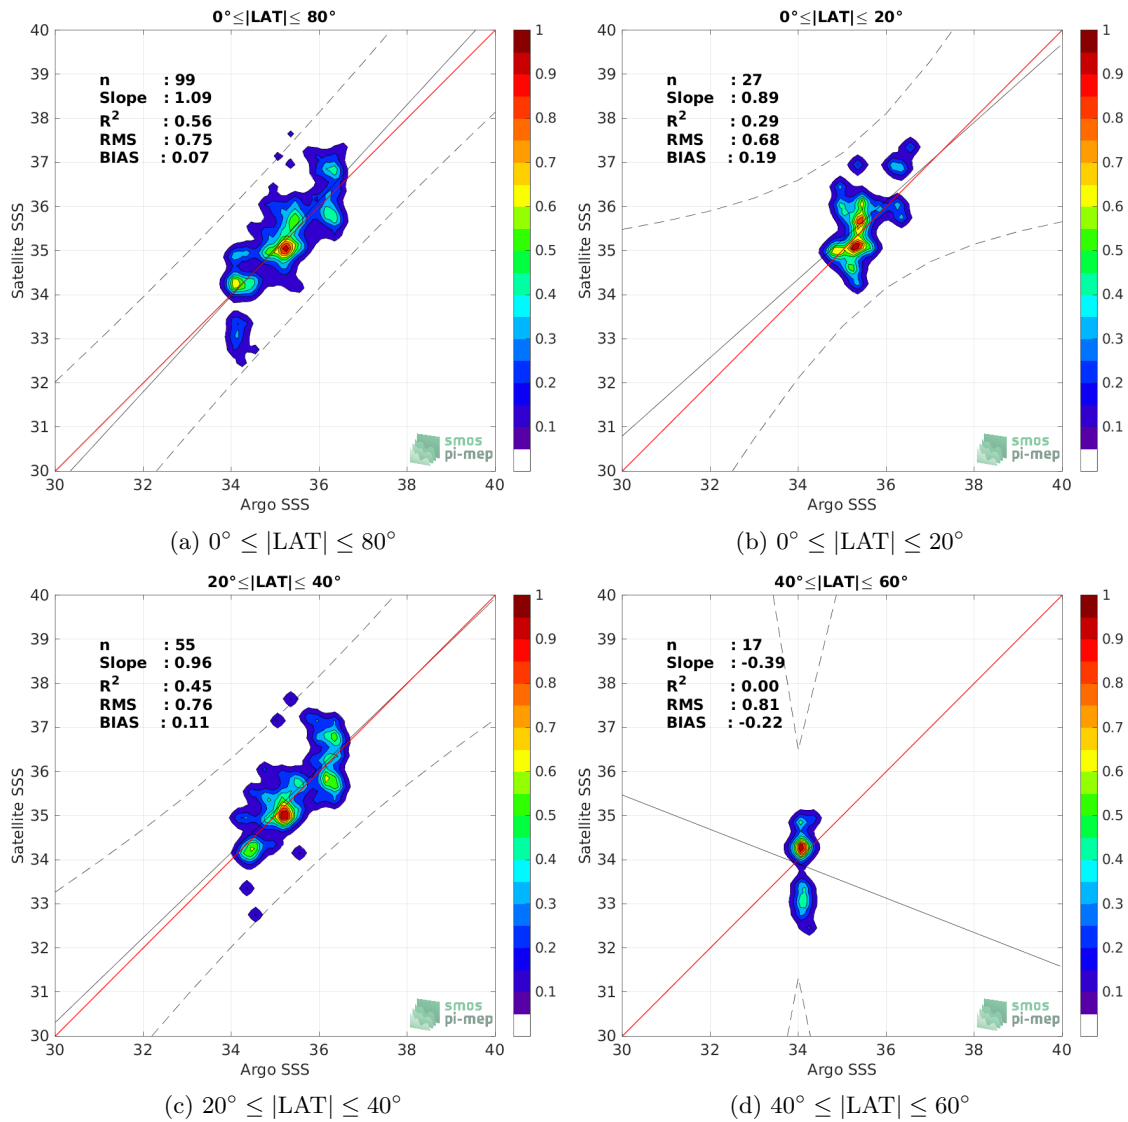 0°≤|LAT|≤ 80°
n : 99
Slope : 1.09
R² : 0.56
RMS : 0.75
BIAS : 0.07
40
39
38
37
36
35
34
33
32
31
30
Satellite SSS
30 32 34 36 38 40
Argo SSS
1
0.9
0.8
0.7
0.6
0.5
0.4
0.3
0.2
0.1
smos
pi-mep
(a) 0° ≤ |LAT| ≤ 80°
0°≤|LAT|≤ 20°
n : 27
Slope : 0.89
R² : 0.29
RMS : 0.68
BIAS : 0.19
40
39
38
37
36
35
34
33
32
31
30
Satellite SSS
30 32 34 36 38 40
Argo SSS
1
0.9
0.8
0.7
0.6
0.5
0.4
0.3
0.2
0.1
smos
pi-mep
(b) 0° ≤ |LAT| ≤ 20°
20°≤|LAT|≤ 40°
n : 55
Slope : 0.96
R² : 0.45
RMS : 0.76
BIAS : 0.11
40
39
38
37
36
35
34
33
32
31
30
Satellite SSS
30 32 34 36 38 40
Argo SSS
1
0.9
0.8
0.7
0.6
0.5
0.4
0.3
0.2
0.1
smos
pi-mep
(c) 20° ≤ |LAT| ≤ 40°
40°≤|LAT|≤ 60°
n : 17
Slope : -0.39
R² : 0.00
RMS : 0.81
BIAS : -0.22
40
39
38
37
36
35
34
33
32
31
30
Satellite SSS
30 32 34 36 38 40
Argo SSS
1
0.9
0.8
0.7
0.6
0.5
0.4
0.3
0.2
0.1
smos
pi-mep
(d) 40° ≤ |LAT| ≤ 60°